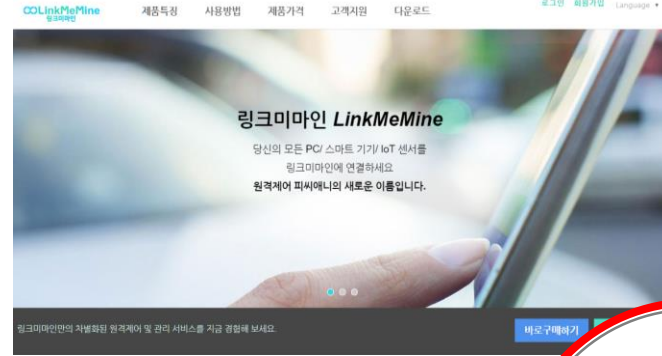 LinkMeMine
링크미마인
제품특징 사용방법 제품가격 고객지원 다운로드
로그인 회원가입 Language
링크미마인 LinkMeMine
당신의 모든 PC/ 스마트 기기/ IoT 센서를
링크미마인에 연결하세요
원격제어 피씨애니의 새로운 이름입니다.
링크미마인만의 차별화된 원격제어 및 관리 서비스를 지금 경험해 보세요.
바로구매하기